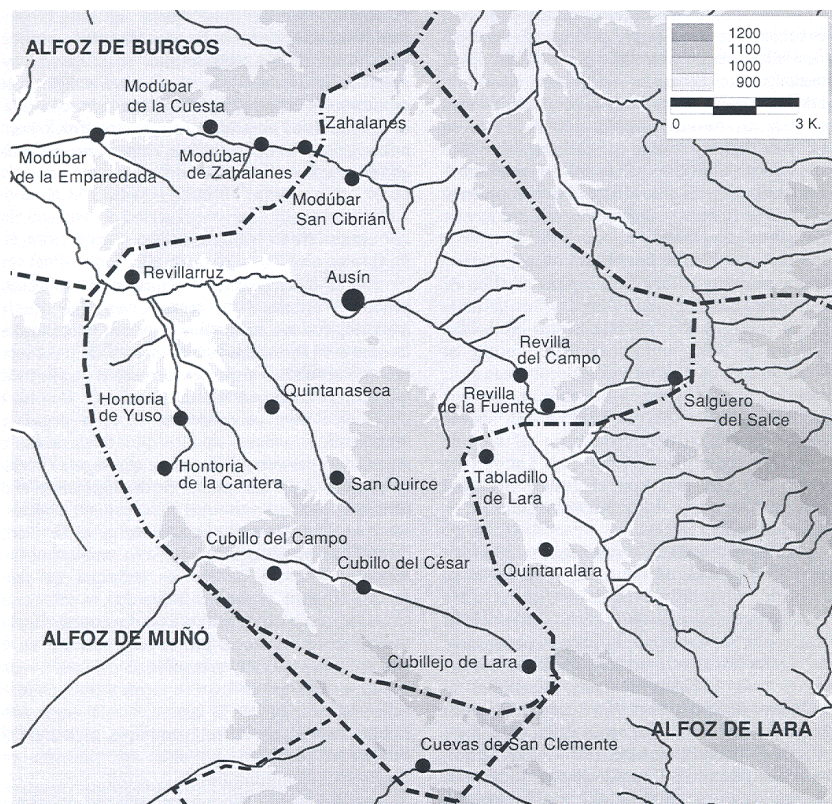 ALFOZ DE BURGOS
1200
1100
1000
900
0 3 K.
Modúbar
de la Cuesta
Zahalanes
Modúbar
de la Emparedada
Modúbar
de Zahalanes
Modúbar
San Cibrián
Revillarruz
Ausín
Revilla
del Campo
Revilla
de la Fuente
Salgüero
del Salce
Quintanaseca
Hontoria
de Yuso
Hontoria
de la Cantera
San Quirce
Tabladillo
de Lara
Cubillo del Campo
Cubillo del César
Quintanalara
ALFOZ DE MUÑÓ
Cubillejo de Lara
ALFOZ DE LARA
Cuevas de San Clemente